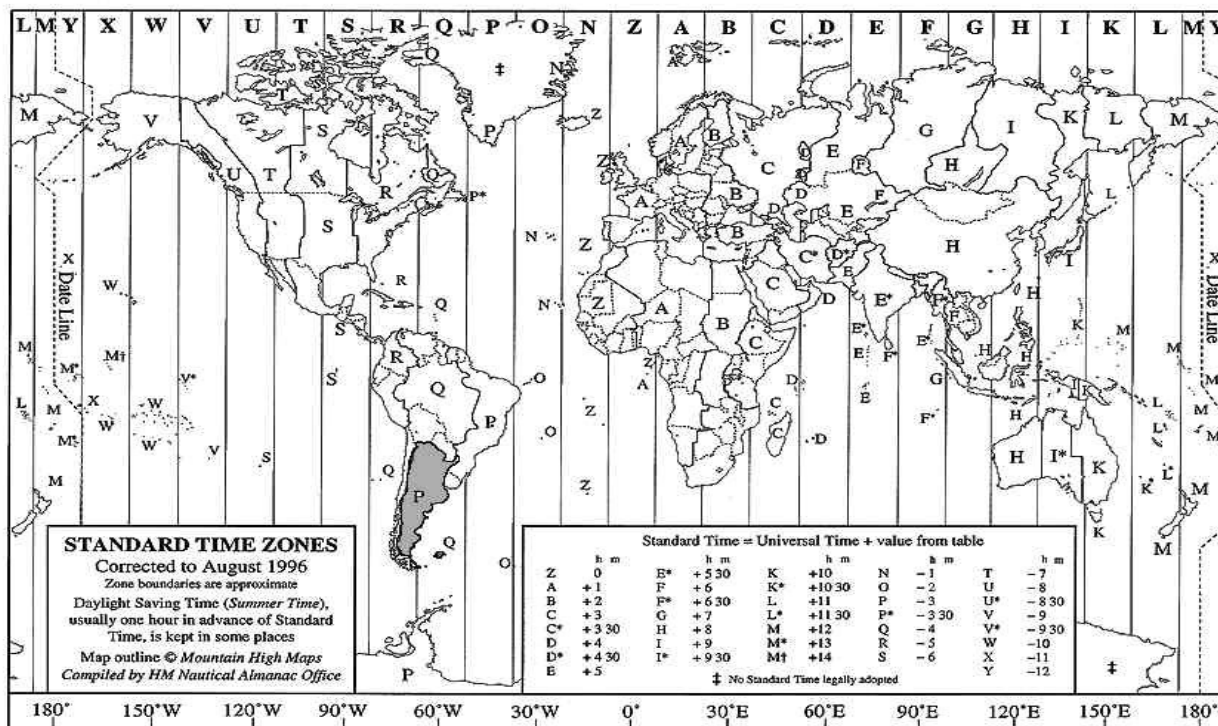 L M Y X W V U T S R Q P O N Z A B C D E F G H I K L M Y
‡
Date Line
Date Line
STANDARD TIME ZONES
Corrected to August 1996
Zone boundaries are approximate
Daylight Saving Time (Summer Time),
usually one hour in advance of Standard
Time, is kept in some places
Map outline © Mountain High Maps
Compiled by HM Nautical Almanac Office
Standard Time = Universal Time + value from table
h m h m h m h m h m
Z 0 E* +5 30 K +10 N −1 T −7
A +1 F +6 K* +10 30 O −2 U −8
B +2 F* +6 30 L +11 P −3 U* −8 30
C +3 G +7 L* +11 30 P* −3 30 V −9
C* +3 30 H +8 M +12 Q −4 V* −9 30
D +4 I +9 M* +13 R −5 W −10
D* +4 30 I* +9 30 M† +14 S −6 X −11
E +5 Y −12
‡ No Standard Time legally adopted
‡
180° 150°W 120°W 90°W 60°W 30°W 0° 30°E 60°E 90°E 120°E 150°E 180°